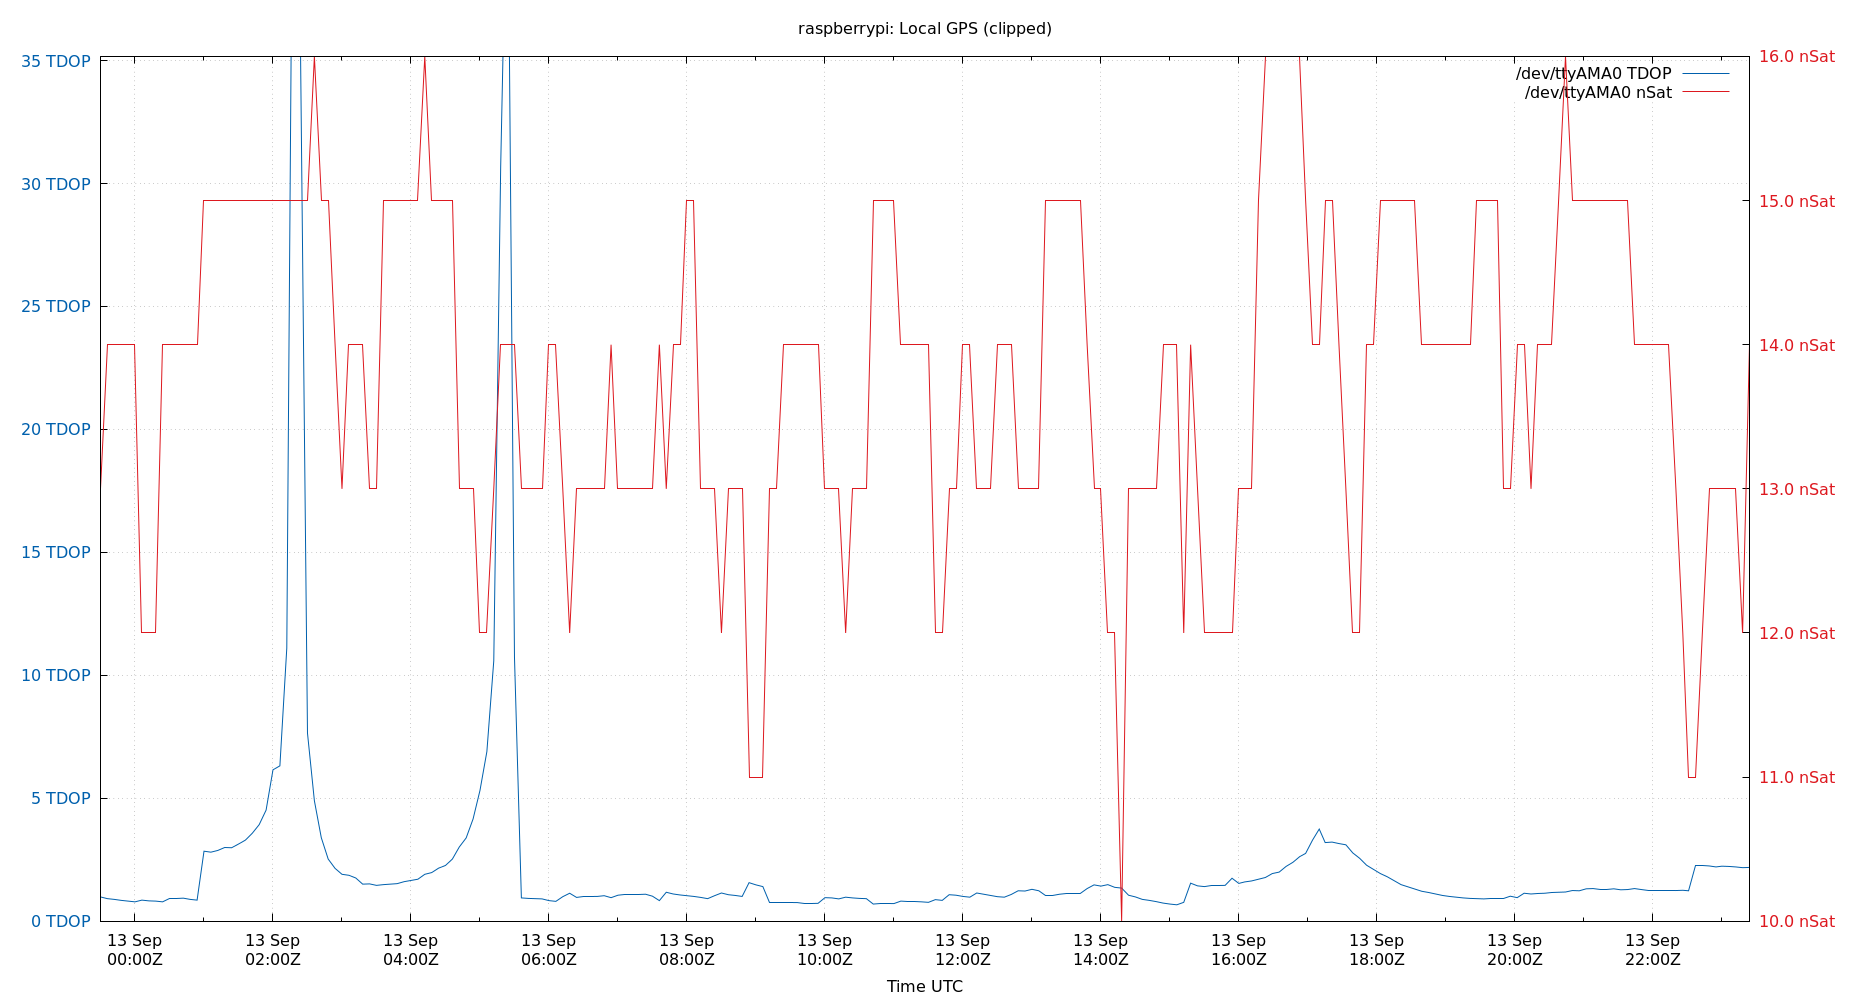 raspberrypi: Local GPS (clipped)
35 TDOP
30 TDOP
25 TDOP
20 TDOP
15 TDOP
10 TDOP
5 TDOP
0 TDOP
16.0 nSat
15.0 nSat
14.0 nSat
13.0 nSat
12.0 nSat
11.0 nSat
10.0 nSat
/dev/ttyAMA0 TDOP
/dev/ttyAMA0 nSat
13 Sep
00:00Z
13 Sep
02:00Z
13 Sep
04:00Z
13 Sep
06:00Z
13 Sep
08:00Z
13 Sep
10:00Z
13 Sep
12:00Z
13 Sep
14:00Z
13 Sep
16:00Z
13 Sep
18:00Z
13 Sep
20:00Z
13 Sep
22:00Z
Time UTC